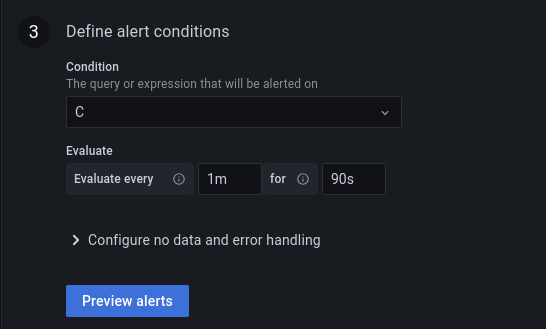 3 Define alert conditions
Condition
The query or expression that will be alerted on
C
Evaluate
Evaluate every 1m for 90s
Configure no data and error handling
Preview alerts